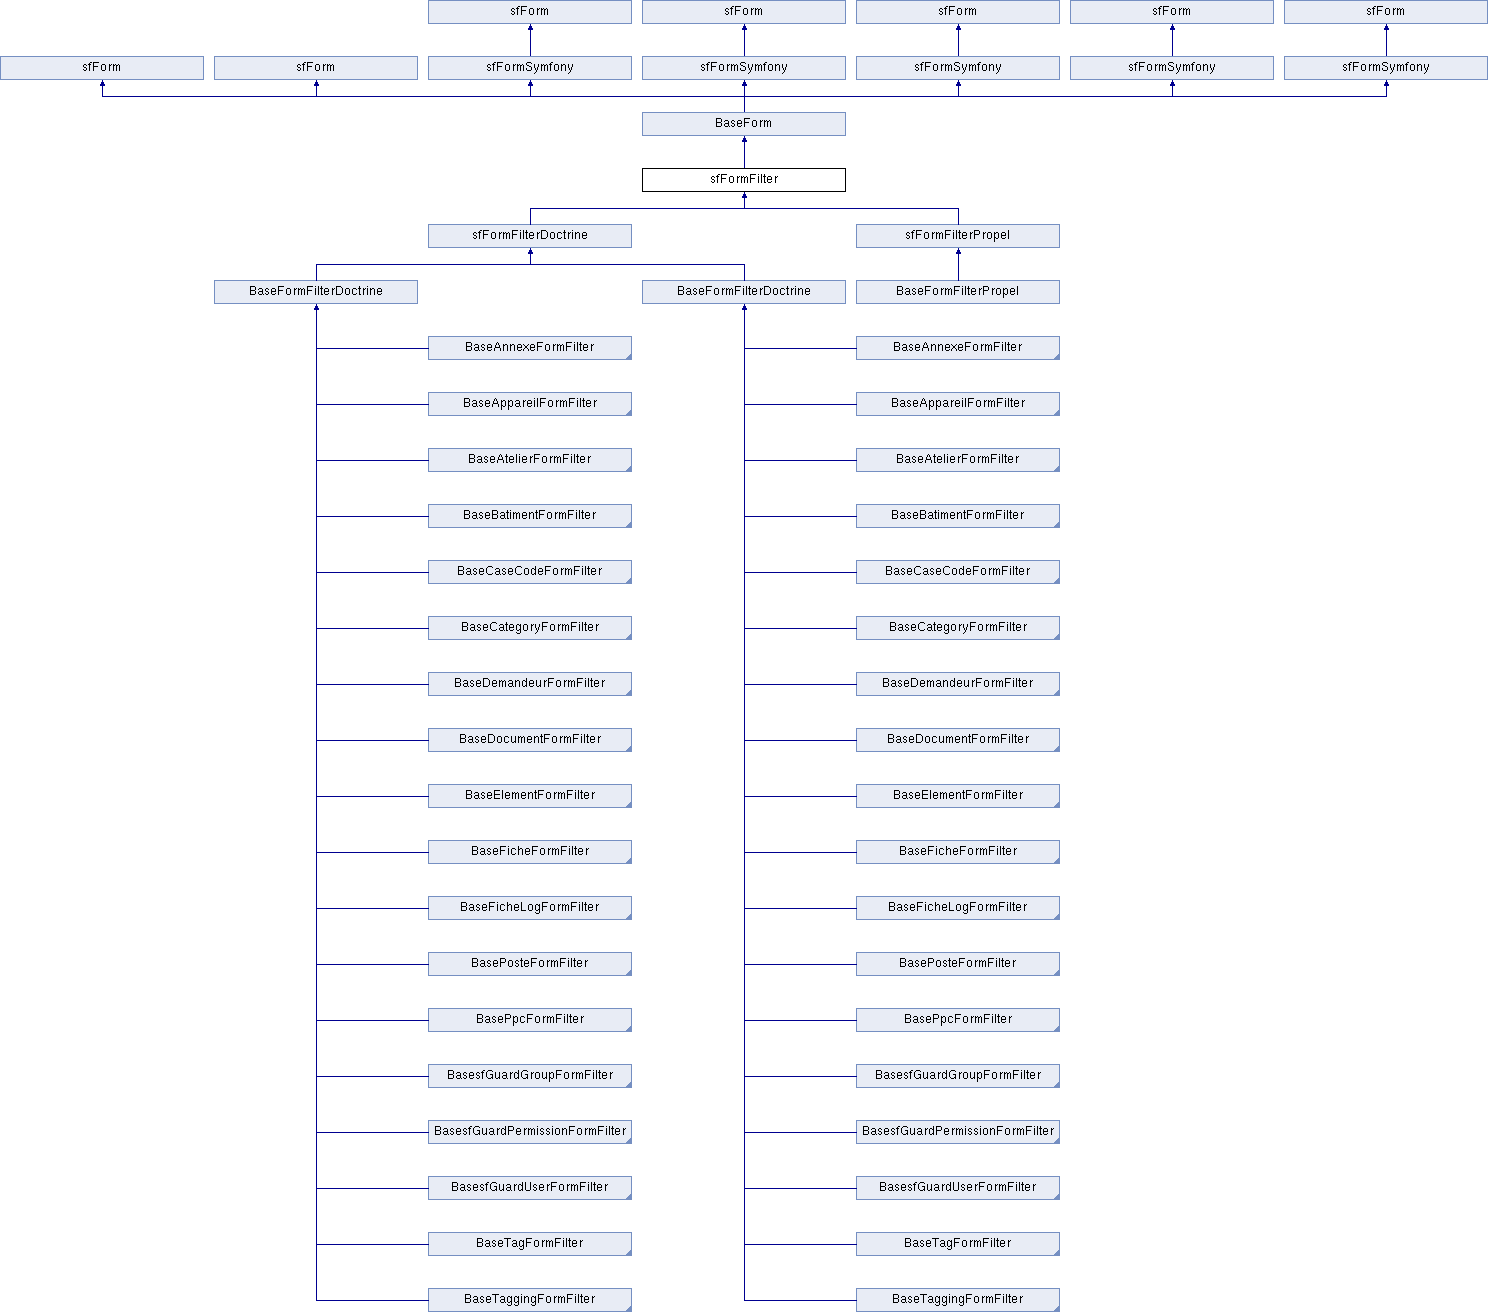 sfForm
sfForm
sfForm
sfForm
sfForm
sfForm
sfForm
sfFormSymfony
sfFormSymfony
sfFormSymfony
sfFormSymfony
sfFormSymfony
BaseForm
sfFormFilter
sfFormFilterDoctrine
sfFormFilterPropel
BaseFormFilterDoctrine
BaseFormFilterDoctrine
BaseFormFilterPropel
BaseAnnexeFormFilter
BaseAnnexeFormFilter
BaseAppareilFormFilter
BaseAppareilFormFilter
BaseAtelierFormFilter
BaseAtelierFormFilter
BaseBatimentFormFilter
BaseBatimentFormFilter
BaseCaseCodeFormFilter
BaseCaseCodeFormFilter
BaseCategoryFormFilter
BaseCategoryFormFilter
BaseDemandeurFormFilter
BaseDemandeurFormFilter
BaseDocumentFormFilter
BaseDocumentFormFilter
BaseElementFormFilter
BaseElementFormFilter
BaseFicheFormFilter
BaseFicheFormFilter
BaseFicheLogFormFilter
BaseFicheLogFormFilter
BasePosteFormFilter
BasePosteFormFilter
BasePpcFormFilter
BasePpcFormFilter
BasesfGuardGroupFormFilter
BasesfGuardGroupFormFilter
BasesfGuardPermissionFormFilter
BasesfGuardPermissionFormFilter
BasesfGuardUserFormFilter
BasesfGuardUserFormFilter
BaseTagFormFilter
BaseTagFormFilter
BaseTaggingFormFilter
BaseTaggingFormFilter